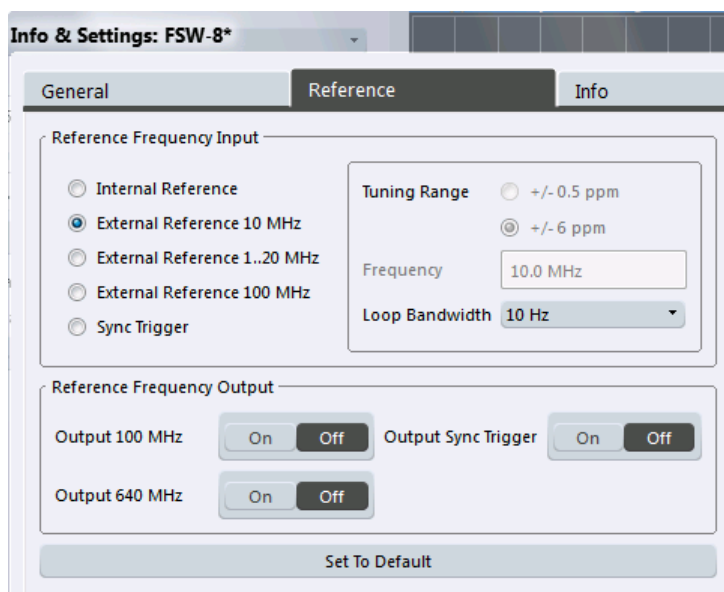 Info & Settings: FSW-8*
General Reference Info
Reference Frequency Input
Internal Reference
External Reference 10 MHz
External Reference 1..20 MHz
External Reference 100 MHz
Sync Trigger
Tuning Range +/- 0.5 ppm
+/- 6 ppm
Frequency 10.0 MHz
Loop Bandwidth 10 Hz
Reference Frequency Output
Output 100 MHz On Off Output Sync Trigger On Off
Output 640 MHz On Off
Set To Default